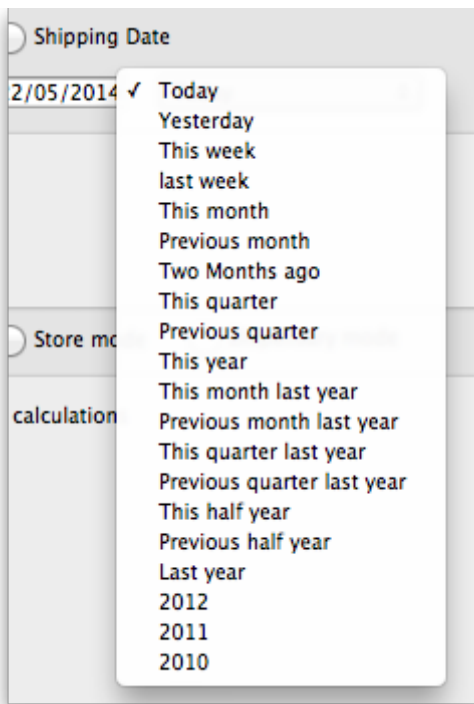 Shipping Date
2/05/2014 ✓ Today
Yesterday
This week
last week
This month
Previous month
Two Months ago
This quarter
Previous quarter
Store mo
This year
This month last year
calculation
Previous month last year
This quarter last year
Previous quarter last year
This half year
Previous half year
Last year
2012
2011
2010